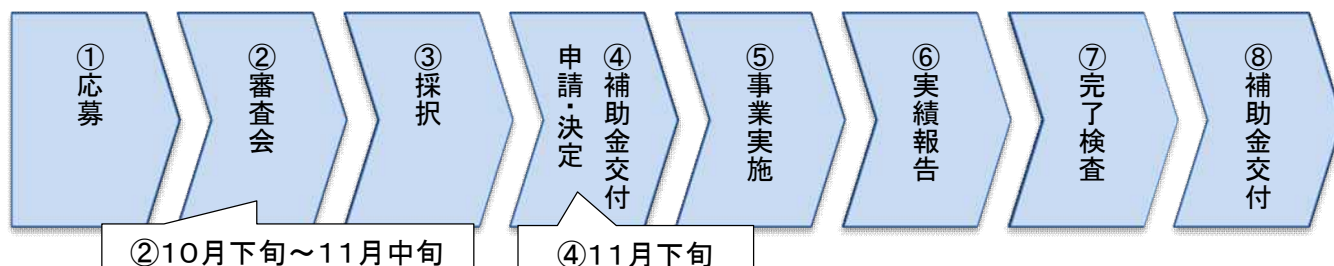 ①応募
②審査会
③採択
④補助金交付
申請・決定
⑤事業実施
⑥実績報告
⑦完了検査
⑧補助金交付
②10月下旬~11月中旬
④11月下旬